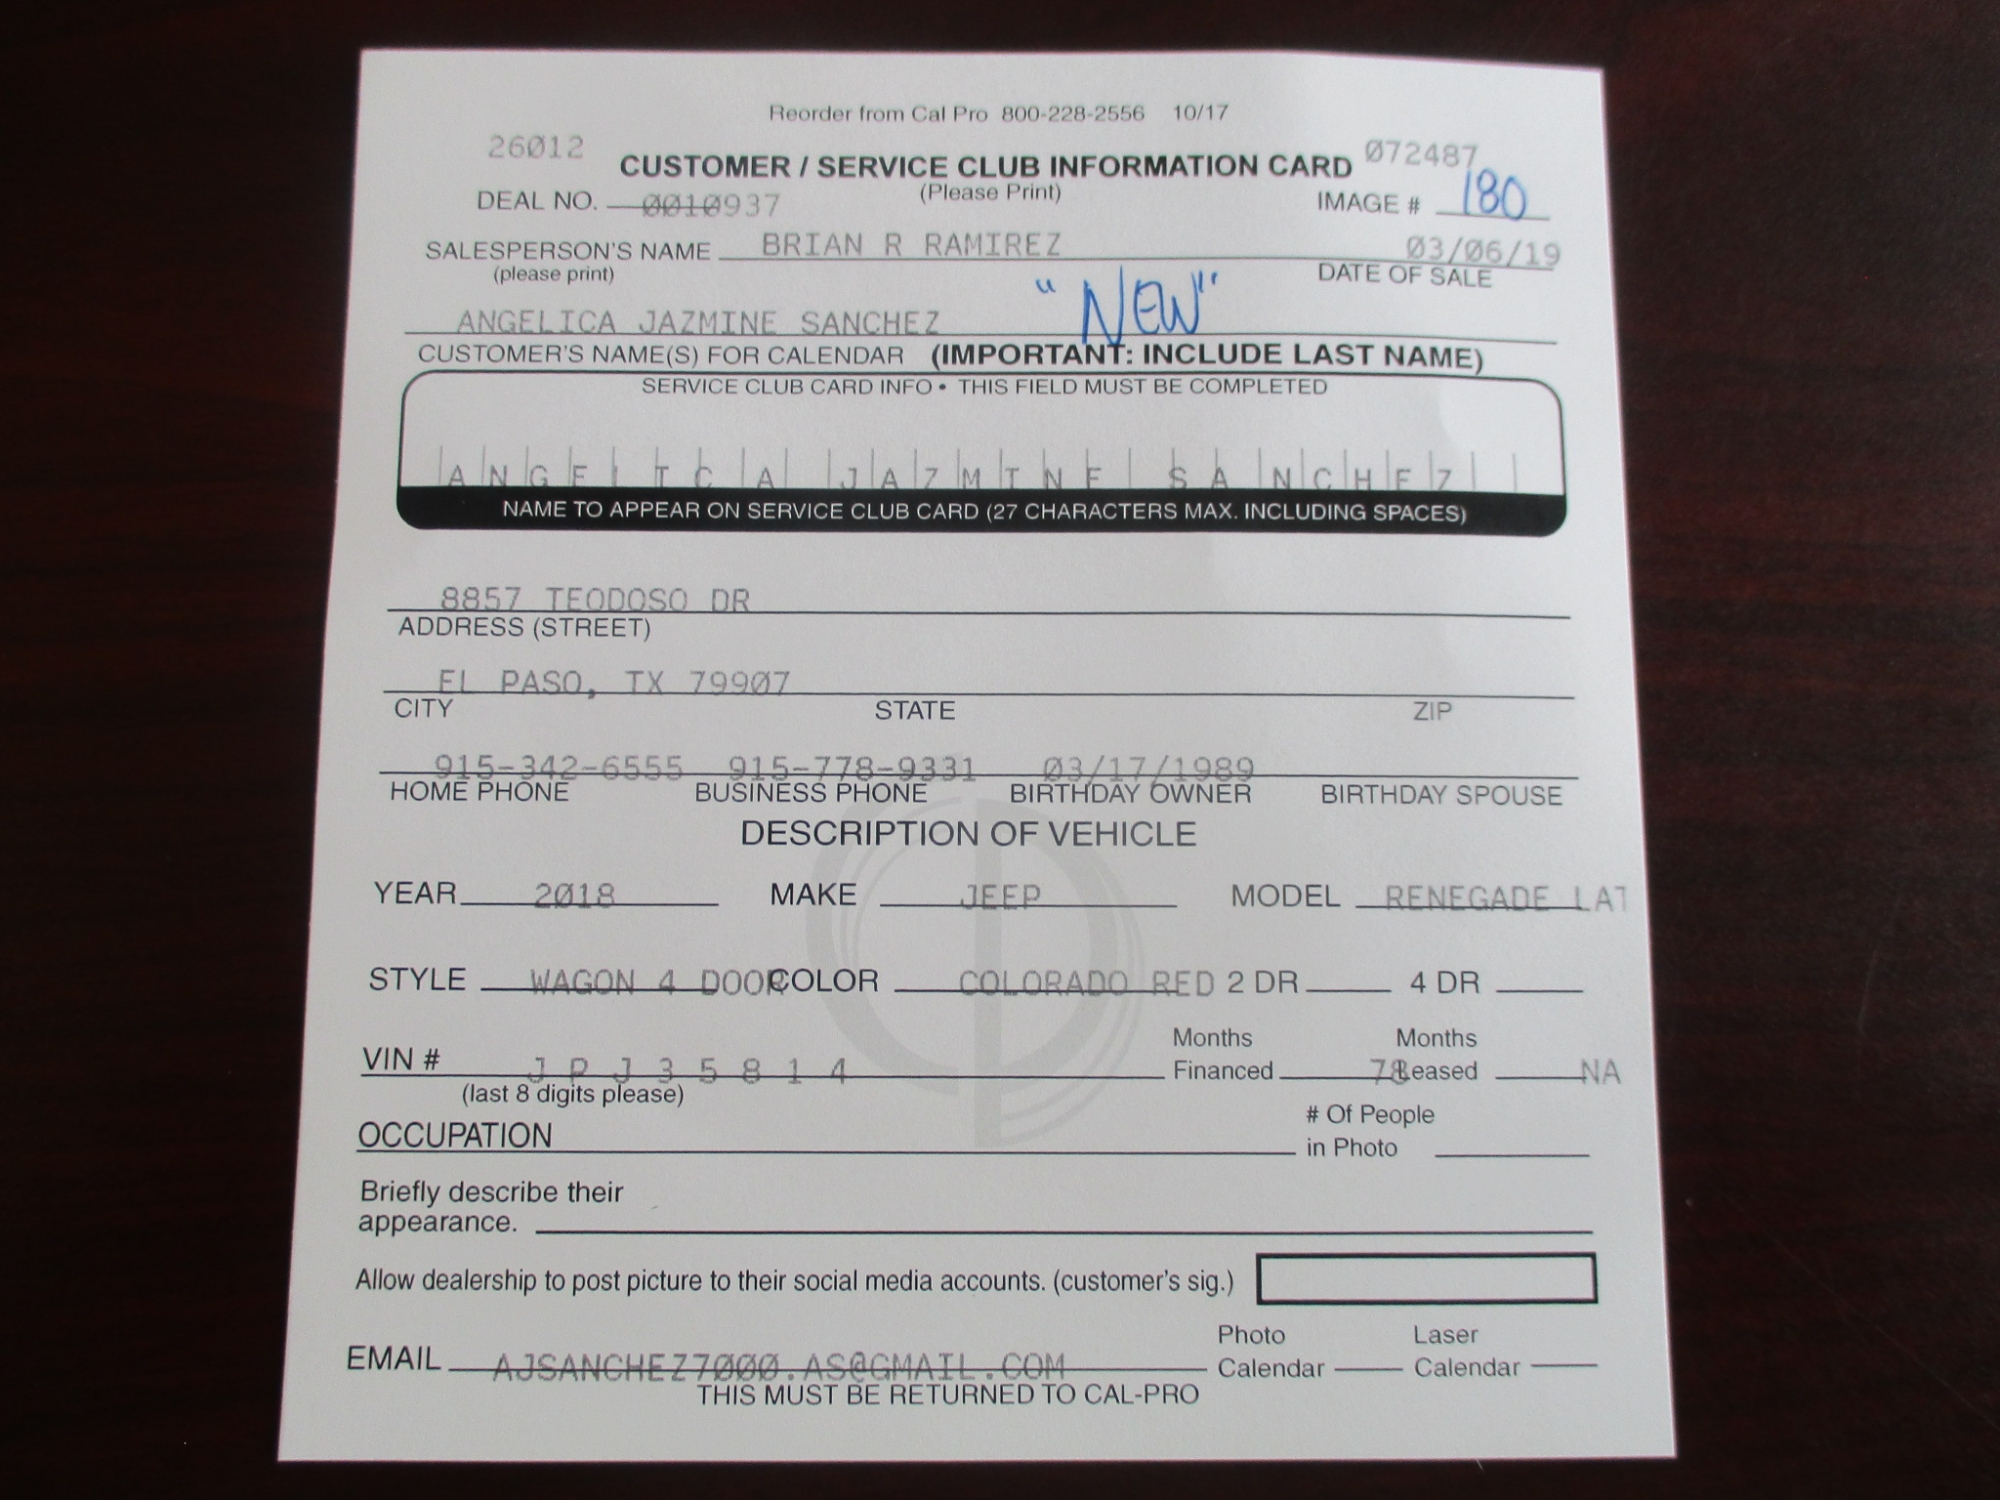 Reorder from Cal Pro 800-228-2556 10/17
26012 072487
CUSTOMER / SERVICE CLUB INFORMATION CARD
DEAL NO. 0010937 (Please Print) IMAGE # 180
SALESPERSON'S NAME BRIAN R RAMIREZ 03/06/19
(please print) DATE OF SALE
ANGELICA JAZMINE SANCHEZ "NEW"
CUSTOMER'S NAME(S) FOR CALENDAR (IMPORTANT: INCLUDE LAST NAME)
SERVICE CLUB CARD INFO • THIS FIELD MUST BE COMPLETED
A N G E L I C A J A Z M I N E S A N C H E Z
NAME TO APPEAR ON SERVICE CLUB CARD (27 CHARACTERS MAX. INCLUDING SPACES)
8857 TEODOSO DR
ADDRESS (STREET)
EL PASO, TX 79907
CITY STATE ZIP
915-342-6555 915-778-9331 03/17/1989
HOME PHONE BUSINESS PHONE BIRTHDAY OWNER BIRTHDAY SPOUSE
DESCRIPTION OF VEHICLE
YEAR 2018 MAKE JEEP MODEL RENEGADE LAT
STYLE WAGON 4 DOOR COLOR COLORADO RED 2 DR 4 DR
Months Months
VIN # J P J 3 5 8 1 4 Financed 78 Leased NA
(last 8 digits please)
# Of People
OCCUPATION in Photo
Briefly describe their
appearance.
Allow dealership to post picture to their social media accounts. (customer's sig.)
Photo Laser
EMAIL AJSANCHEZ7000.AS@GMAIL.COM Calendar Calendar
THIS MUST BE RETURNED TO CAL-PRO